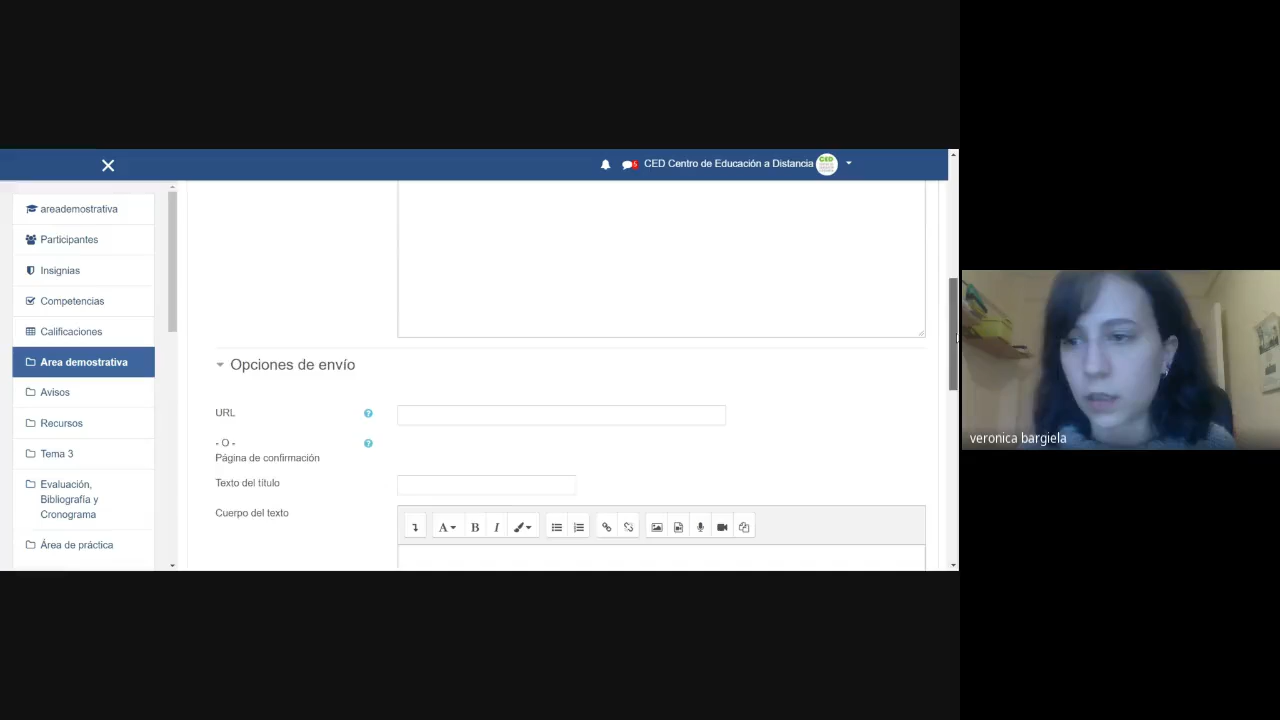 CED Centro de Educación a Distancia
areademostrativa
Participantes
Insignias
Competencias
Calificaciones
Area demostrativa
Avisos
Recursos
Tema 3
Evaluación,
Bibliografía y
Cronograma
Área de práctica
Opciones de envío
URL
- O -
Página de confirmación
Texto del título
Cuerpo del texto
A
B
I
veronica bargiela